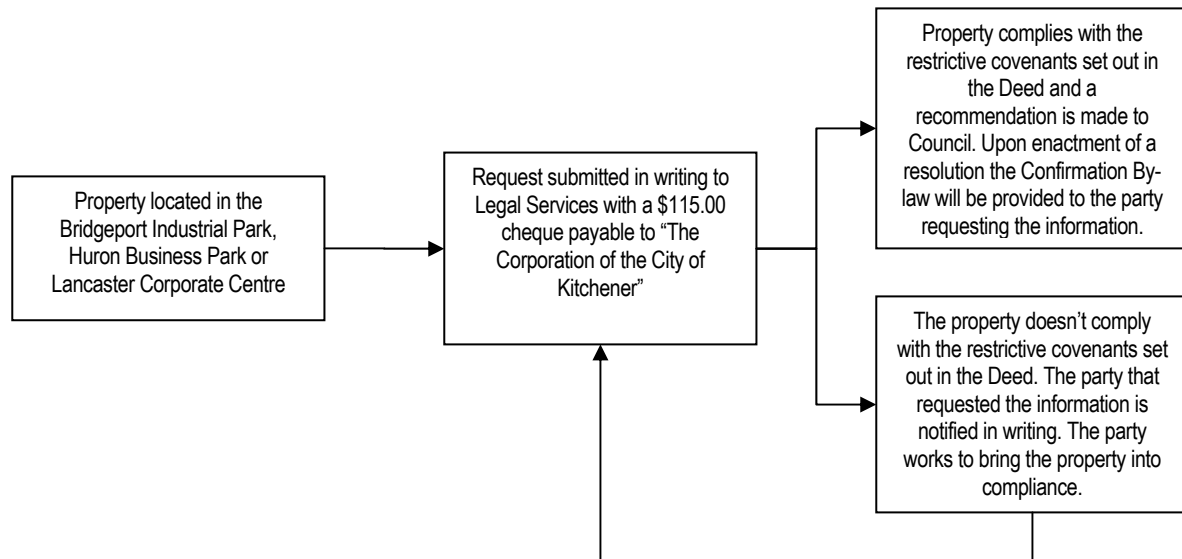 Property located in the
Bridgeport Industrial Park,
Huron Business Park or
Lancaster Corporate Centre
Request submitted in writing to
Legal Services with a $115.00
cheque payable to “The
Corporation of the City of
Kitchener”
Property complies with the
restrictive covenants set out in
the Deed and a
recommendation is made to
Council. Upon enactment of a
resolution the Confirmation By-
law will be provided to the party
requesting the information.
The property doesn’t comply
with the restrictive covenants set
out in the Deed. The party that
requested the information is
notified in writing. The party
works to bring the property into
compliance.